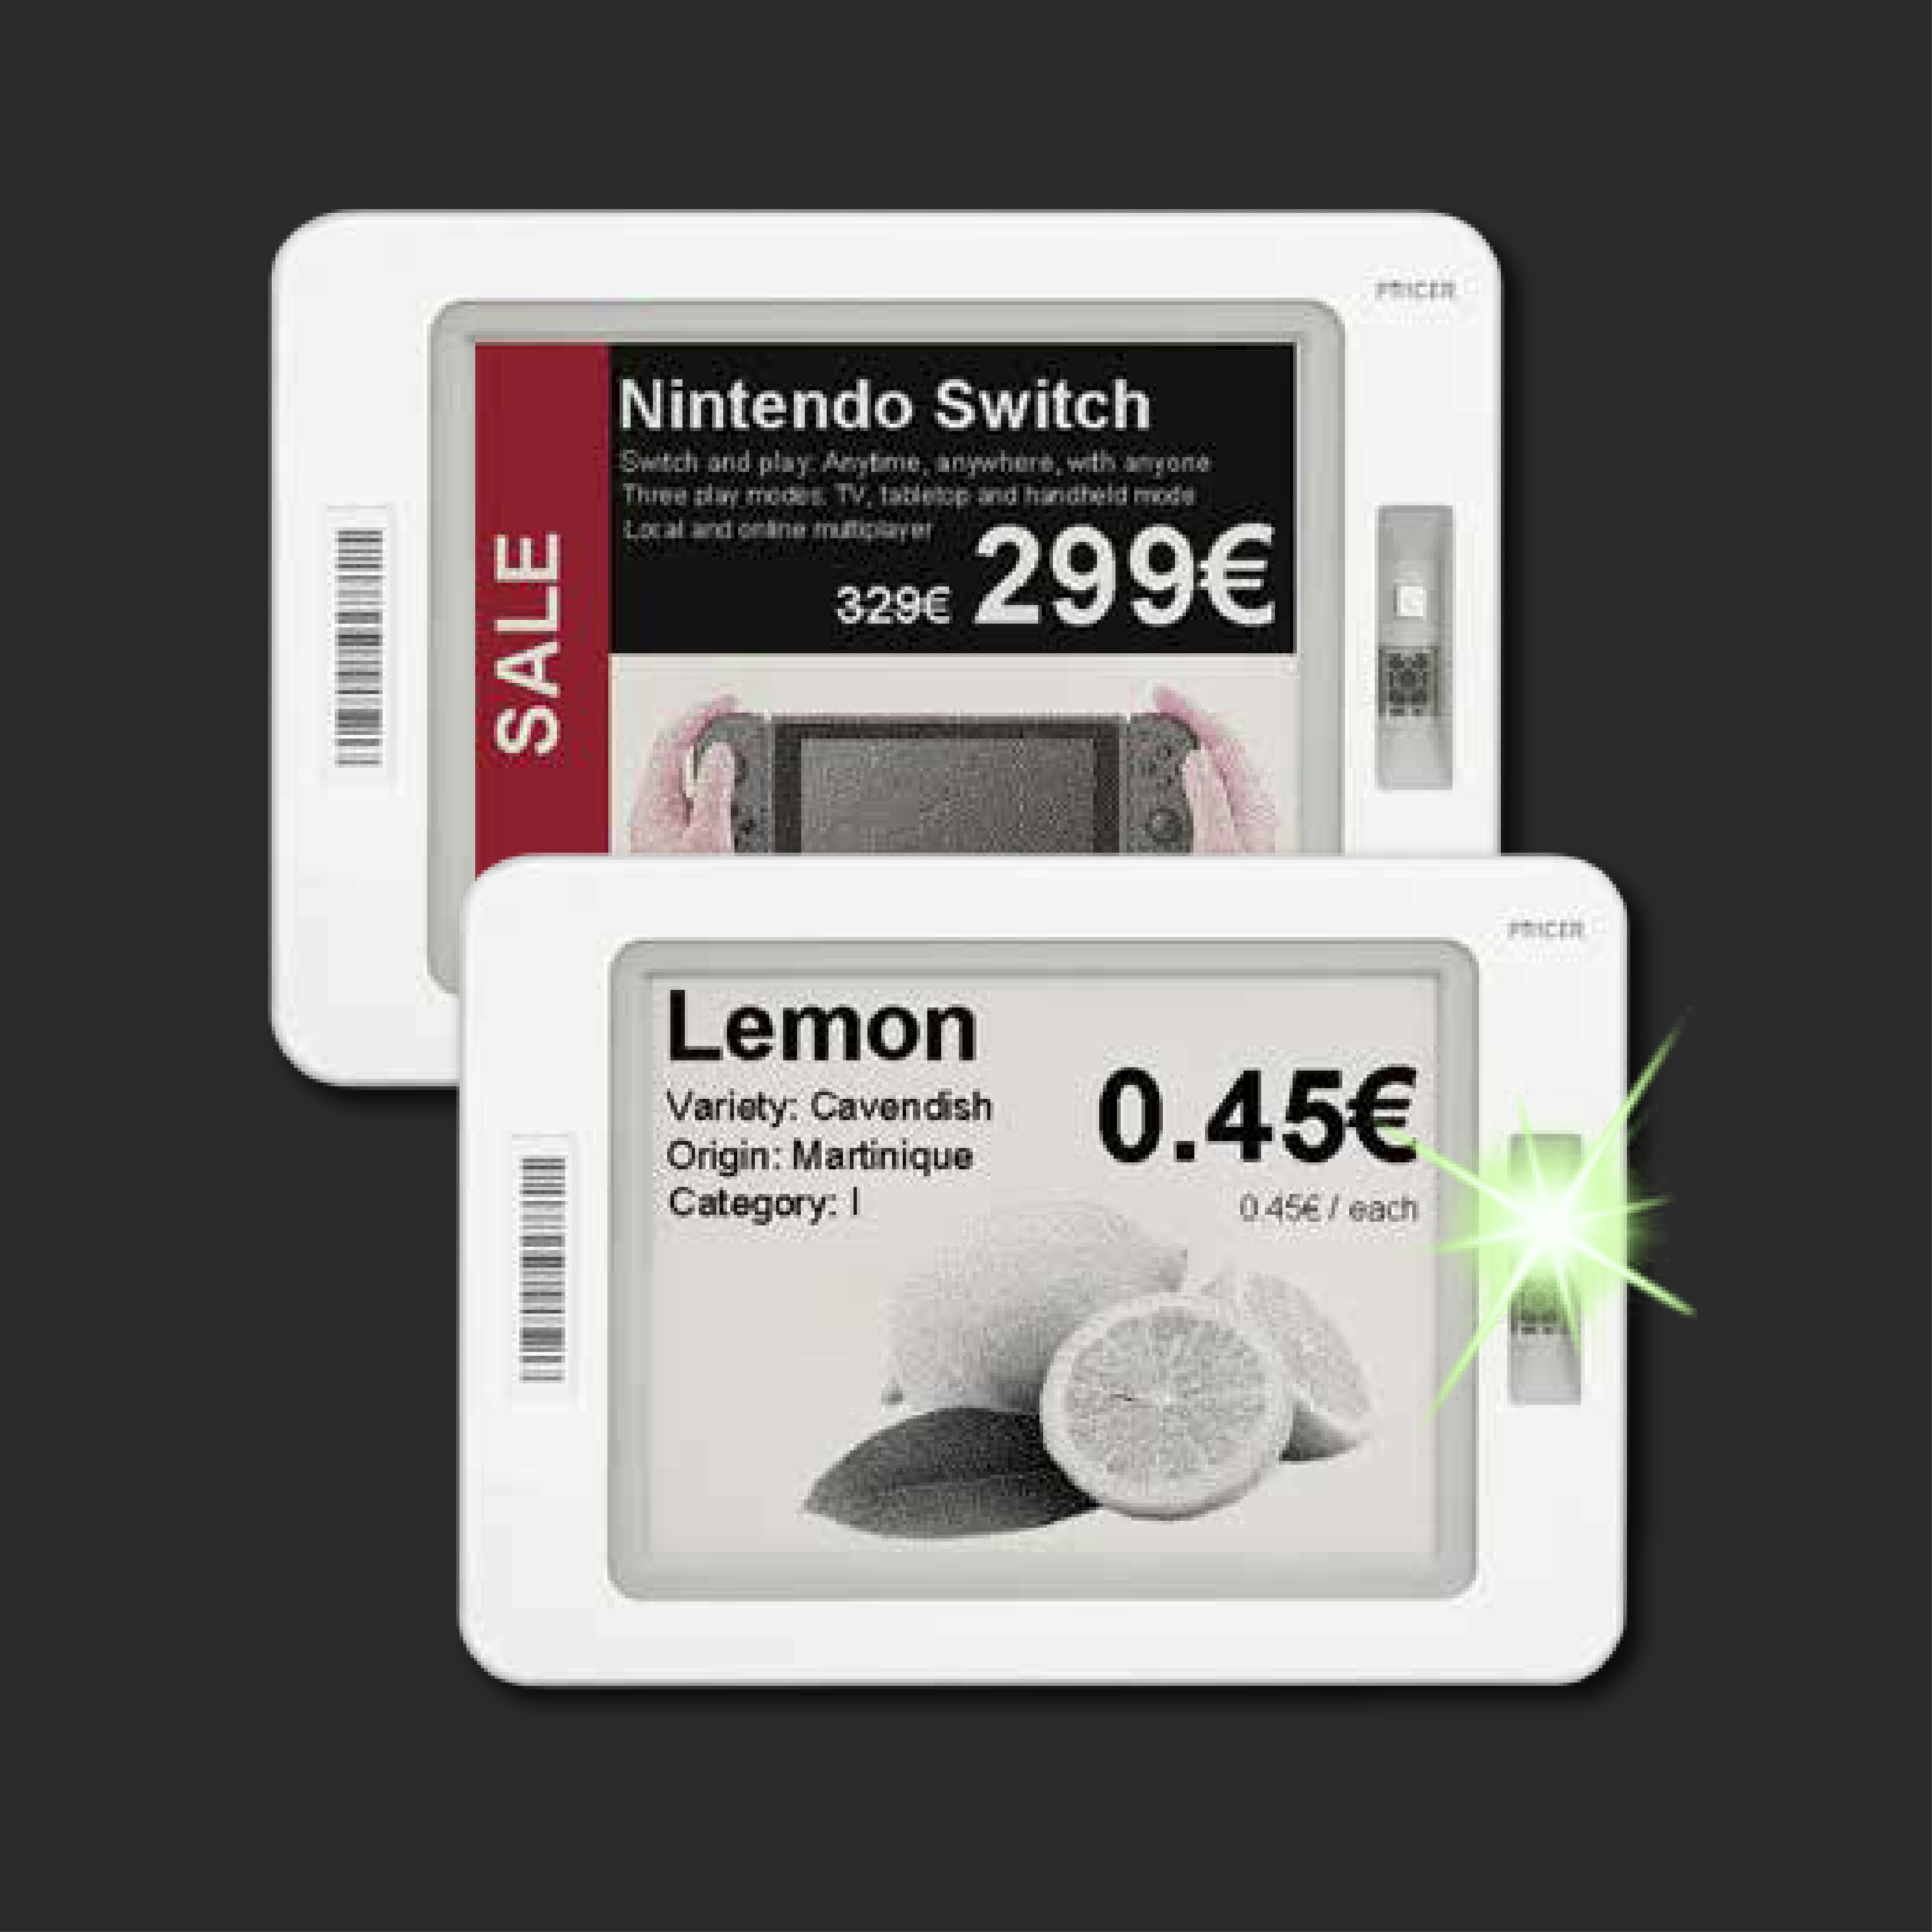 PRICER
SALE
Nintendo Switch
Switch and play: Anytime, anywhere, with anyone
Three play modes: TV, tabletop and handheld mode
Local and online multiplayer
329€ 299€
PRICER
Lemon
0.45€
Variety: Cavendish
Origin: Martinique
Category: I
0.45€ / each